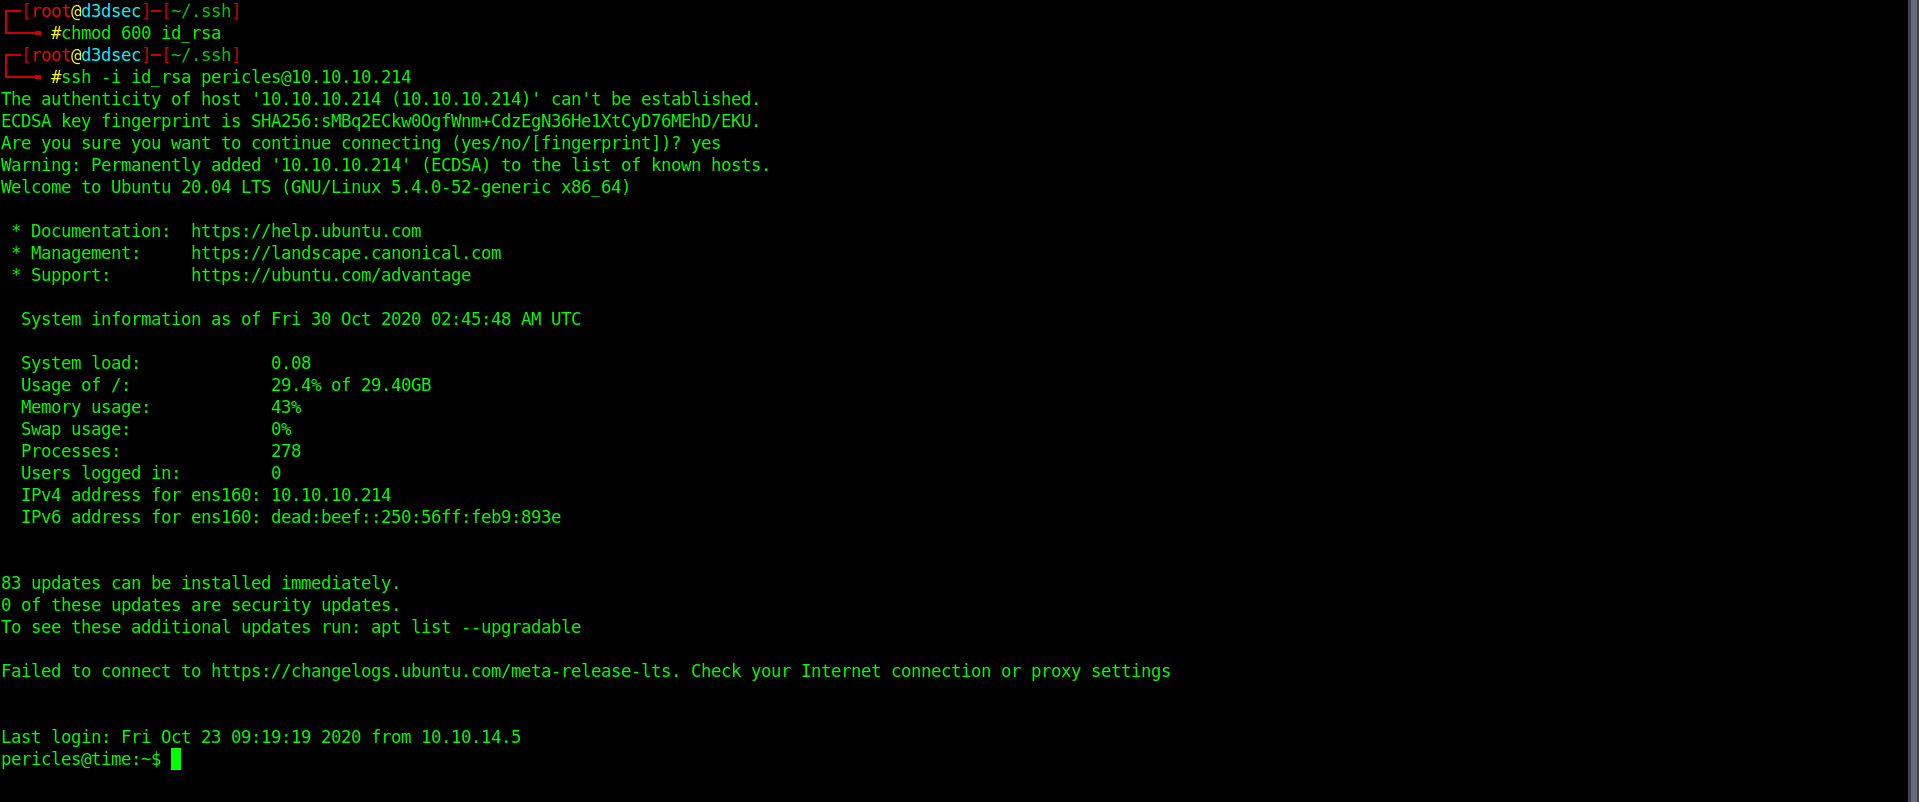 ┌─[root@d3dsec]─[~/.ssh]
└──╼ #chmod 600 id_rsa
┌─[root@d3dsec]─[~/.ssh]
└──╼ #ssh -i id_rsa pericles@10.10.10.214
The authenticity of host '10.10.10.214 (10.10.10.214)' can't be established.
ECDSA key fingerprint is SHA256:sMBq2ECkw0OgfWnm+CdzEgN36He1XtCyD76MEhD/EKU.
Are you sure you want to continue connecting (yes/no/[fingerprint])? yes
Warning: Permanently added '10.10.10.214' (ECDSA) to the list of known hosts.
Welcome to Ubuntu 20.04 LTS (GNU/Linux 5.4.0-52-generic x86_64)
* Documentation:  https://help.ubuntu.com
* Management:     https://landscape.canonical.com
* Support:        https://ubuntu.com/advantage
System information as of Fri 30 Oct 2020 02:45:48 AM UTC
System load:             0.08
Usage of /:              29.4% of 29.40GB
Memory usage:            43%
Swap usage:              0%
Processes:               278
Users logged in:         0
IPv4 address for ens160: 10.10.10.214
IPv6 address for ens160: dead:beef::250:56ff:feb9:893e
83 updates can be installed immediately.
0 of these updates are security updates.
To see these additional updates run: apt list --upgradable
Failed to connect to https://changelogs.ubuntu.com/meta-release-lts. Check your Internet connection or proxy settings
Last login: Fri Oct 23 09:19:19 2020 from 10.10.14.5
pericles@time:~$